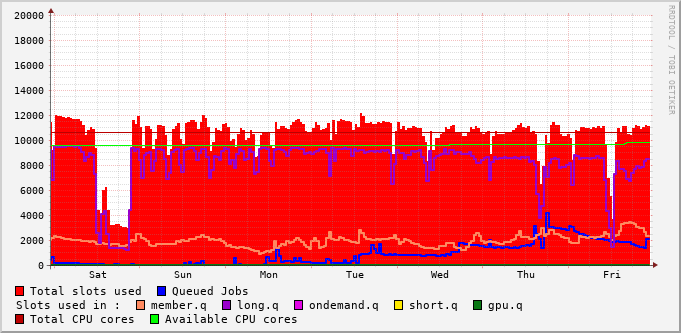 RRDTOOL / TOBI OETIKER
20000
18000
16000
14000
12000
10000
8000
6000
4000
2000
0
Sat Sun Mon Tue Wed Thu Fri
Total slots used Queued Jobs
Slots used in : member.q long.q ondemand.q short.q gpu.q
Total CPU cores Available CPU cores